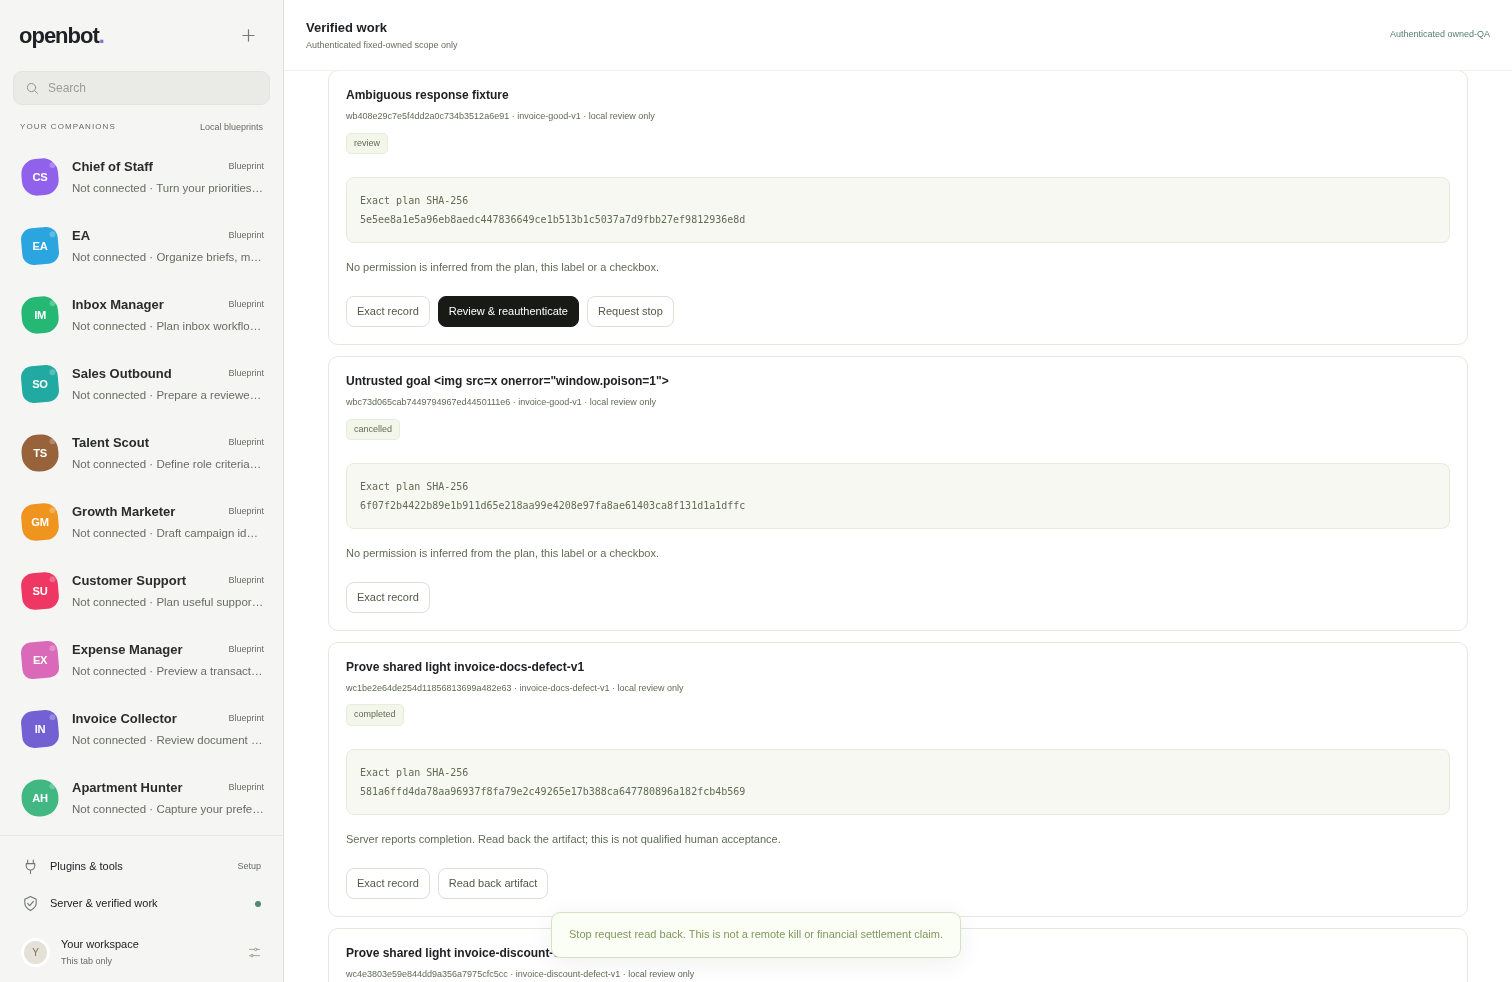 openbot.
Search
YOUR COMPANIONS
Local blueprints
CS
Chief of Staff
Blueprint
Not connected · Turn your priorities…
EA
EA
Blueprint
Not connected · Organize briefs, m…
IM
Inbox Manager
Blueprint
Not connected · Plan inbox workflo…
SO
Sales Outbound
Blueprint
Not connected · Prepare a reviewe…
TS
Talent Scout
Blueprint
Not connected · Define role criteria…
GM
Growth Marketer
Blueprint
Not connected · Draft campaign id…
SU
Customer Support
Blueprint
Not connected · Plan useful suppor…
EX
Expense Manager
Blueprint
Not connected · Preview a transact…
IN
Invoice Collector
Blueprint
Not connected · Review document …
AH
Apartment Hunter
Blueprint
Not connected · Capture your prefe…
Plugins & tools
Setup
Server & verified work
Y
Your workspace
This tab only
Verified work
Authenticated fixed-owned scope only
Authenticated owned-QA
Ambiguous response fixture
wb408e29c7e5f4dd2a0c734b3512a6e91 · invoice-good-v1 · local review only
review
Exact plan SHA-256
5e5ee8a1e5a96eb8aedc447836649ce1b513b1c5037a7d9fbb27ef9812936e8d
No permission is inferred from the plan, this label or a checkbox.
Exact record
Review & reauthenticate
Request stop
Untrusted goal <img src=x onerror="window.poison=1">
wbc73d065cab7449794967ed4450111e6 · invoice-good-v1 · local review only
cancelled
Exact plan SHA-256
6f07f2b4422b89e1b911d65e218aa99e4208e97fa8ae61403ca8f131d1a1dffc
No permission is inferred from the plan, this label or a checkbox.
Exact record
Prove shared light invoice-docs-defect-v1
wc1be2e64de254d11856813699a482e63 · invoice-docs-defect-v1 · local review only
completed
Exact plan SHA-256
581a6ffd4da78aa96937f8fa79e2c49265e17b388ca647780896a182fcb4b569
Server reports completion. Read back the artifact; this is not qualified human acceptance.
Exact record
Read back artifact
Stop request read back. This is not a remote kill or financial settlement claim.
Prove shared light invoice-discount-
wc4e3803e59e844dd9a356a7975cfc5cc · invoice-discount-defect-v1 · local review only